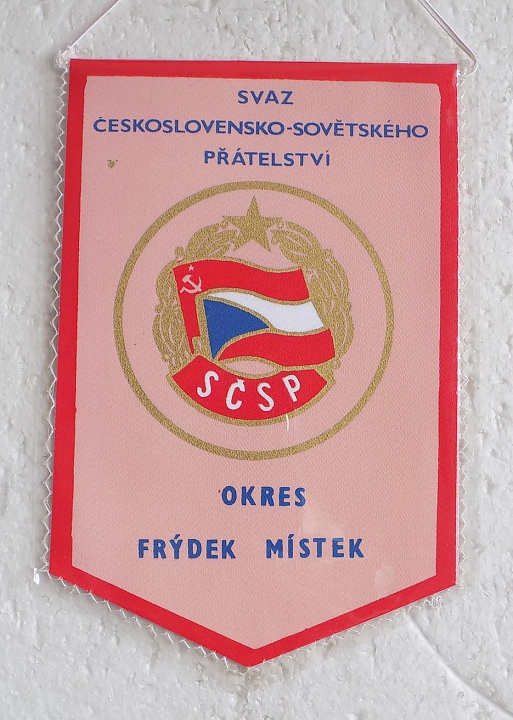 SVAZ
ČESKOSLOVENSKO-SOVĚTSKÉHO
PŘÁTELSTVÍ
SČSP
OKRES
FRÝDEK MÍSTEK